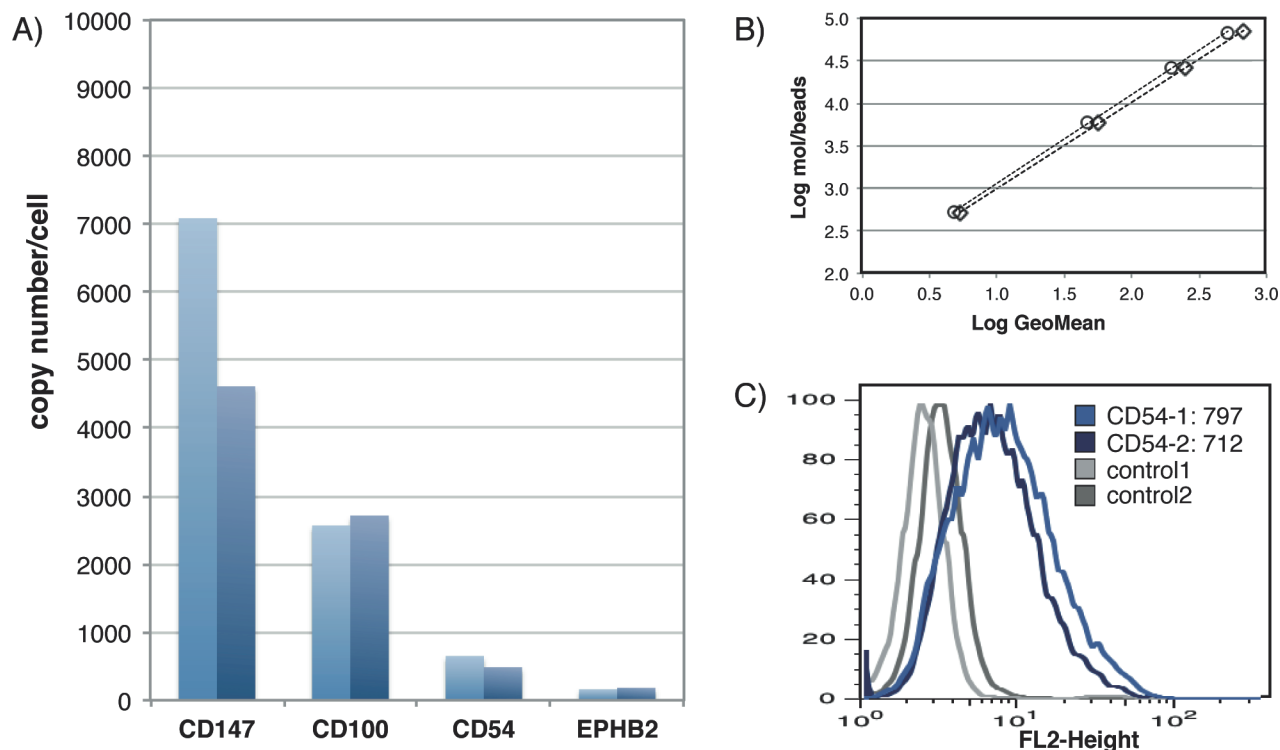 A)
10000
9000
8000
7000
6000
5000
4000
3000
2000
1000
0
copy number/cell
CD147 CD100 CD54 EPHB2
B)
5.0
4.5
4.0
3.5
3.0
2.5
2.0
Log mol/beads
0.0 0.5 1.0 1.5 2.0 2.5 3.0
Log GeoMean
C)
100
80
60
40
20
0
CD54-1: 797
CD54-2: 712
control1
control2
10⁰ 10¹ 10²
FL2-Height